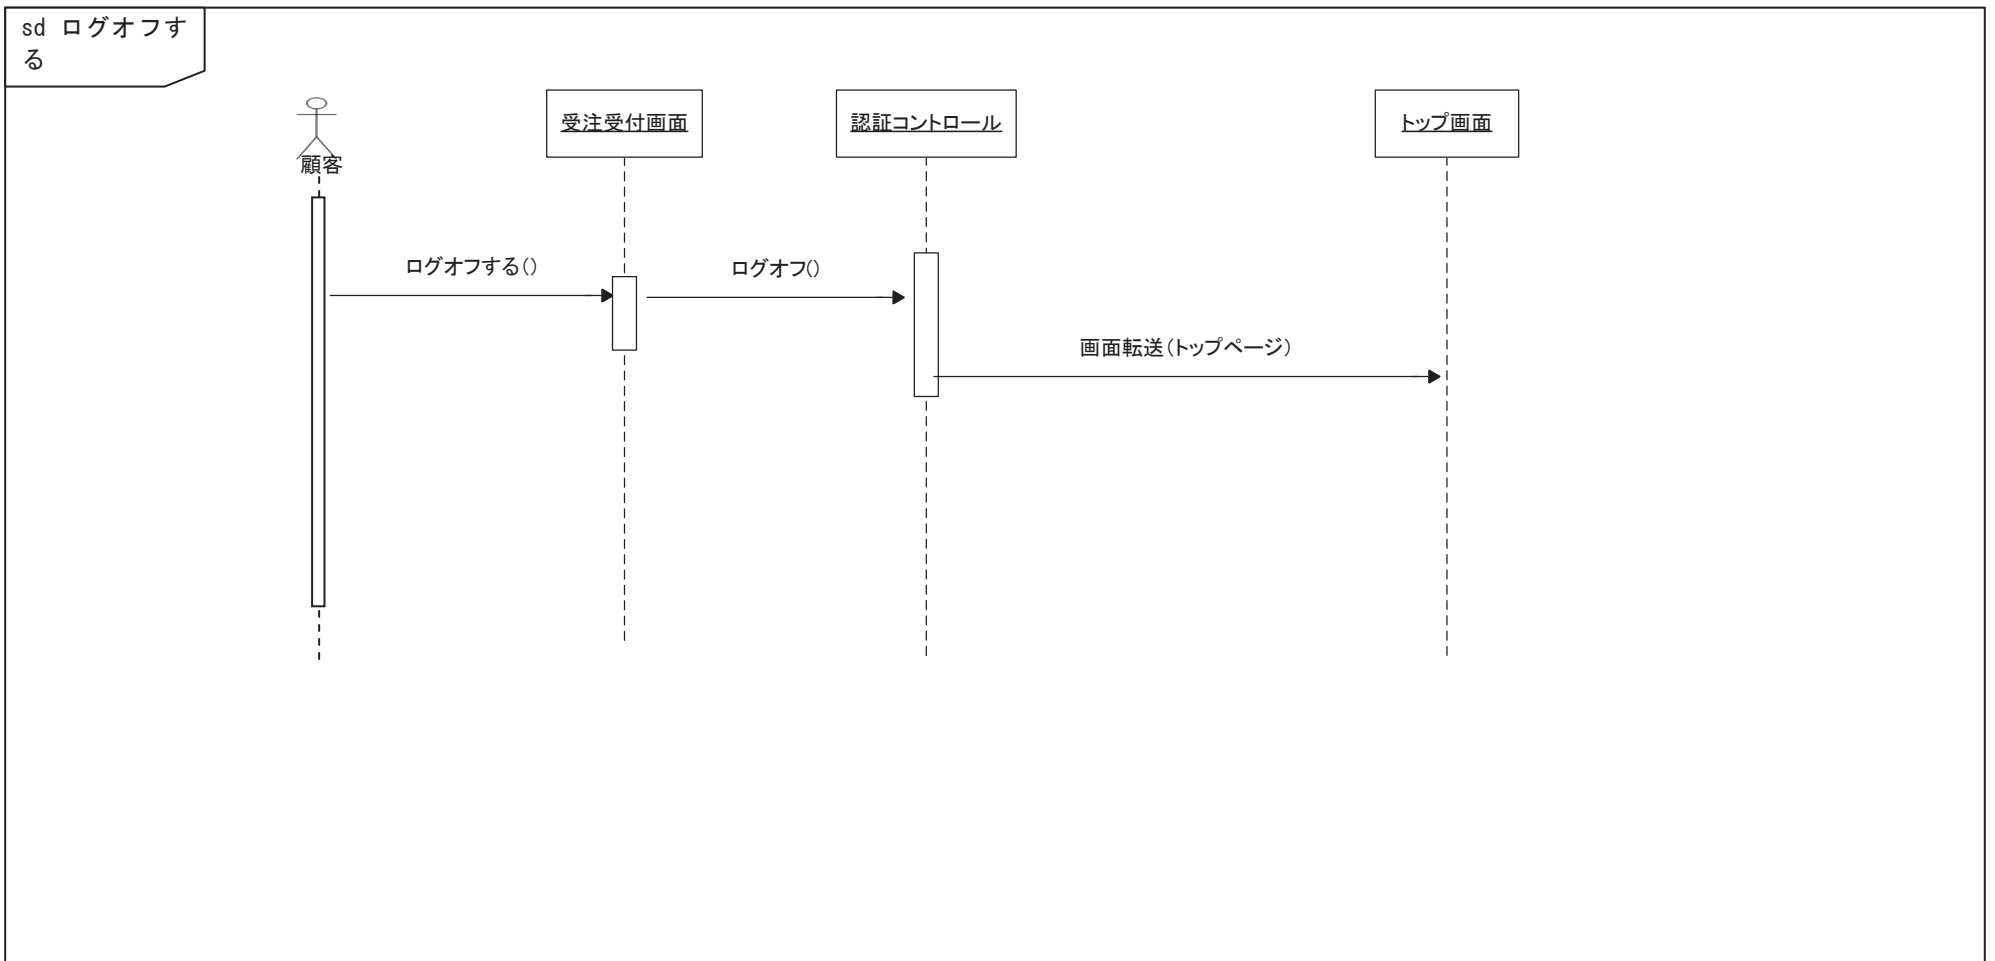 sd ログオフす
る
顧客
受注受付画面
認証コントロール
トップ画面
ログオフする()
ログオフ()
画面転送(トップページ)